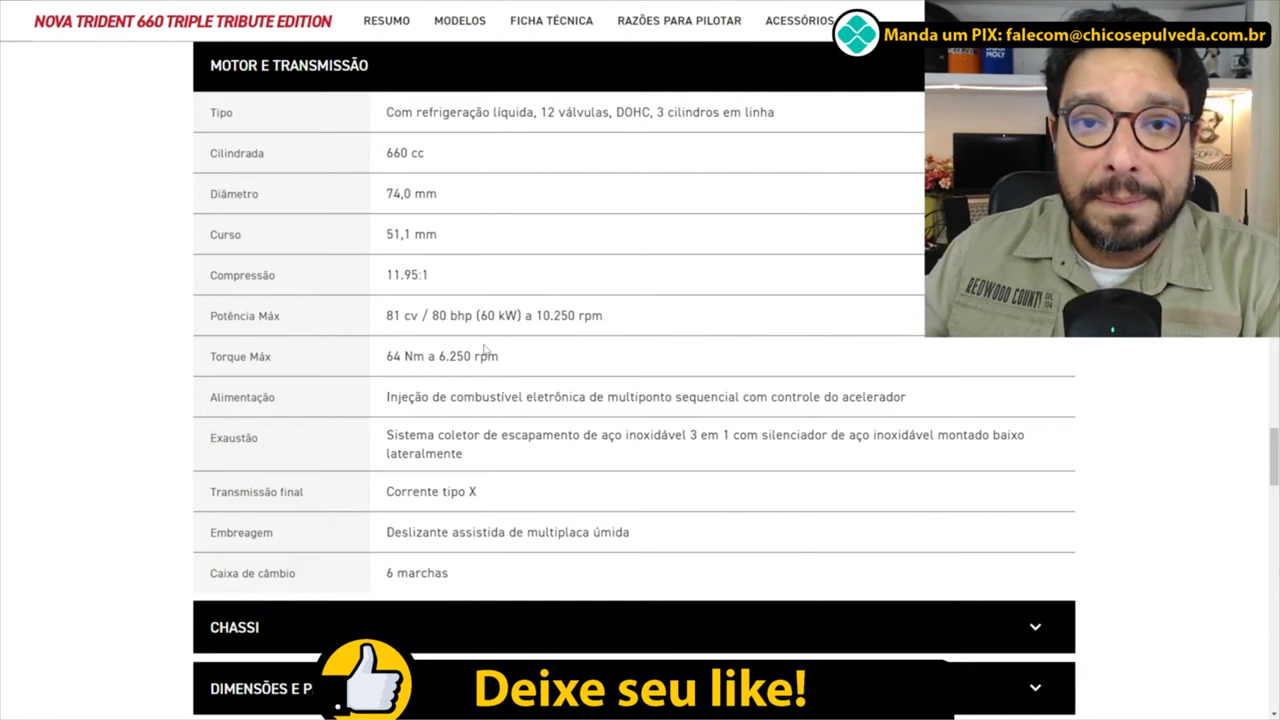 NOVA TRIDENT 660 TRIPLE TRIBUTE EDITION
RESUMO
MODELOS
FICHA TÉCNICA
RAZÕES PARA PILOTAR
ACESSÓRIOS
Manda um PIX: falecom@chicosepulveda.com.br
MOTOR E TRANSMISSÃO
Tipo Com refrigeração líquida, 12 válvulas, DOHC, 3 cilindros em linha
Cilindrada 660 cc
Diâmetro 74,0 mm
Curso 51,1 mm
Compressão 11.95:1
Potência Máx 81 cv / 80 bhp (60 kW) a 10.250 rpm
Torque Máx 64 Nm a 6.250 rpm
Alimentação Injeção de combustível eletrônica de multiponto sequencial com controle do acelerador
Exaustão Sistema coletor de escapamento de aço inoxidável 3 em 1 com silenciador de aço inoxidável montado baixo
lateralmente
Transmissão final Corrente tipo X
Embreagem Deslizante assistida de multiplaca úmida
Caixa de câmbio 6 marchas
CHASSI
DIMENSÕES E P
Deixe seu like!
REDWOOD COUNTY